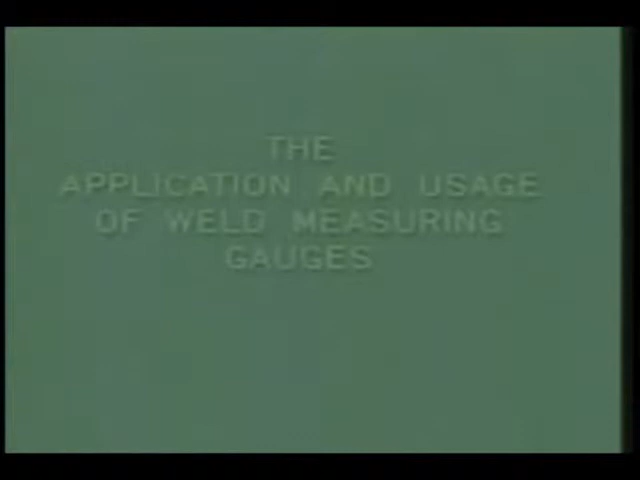 THE
APPLICATION AND USAGE
OF WELD MEASURING
GAUGES